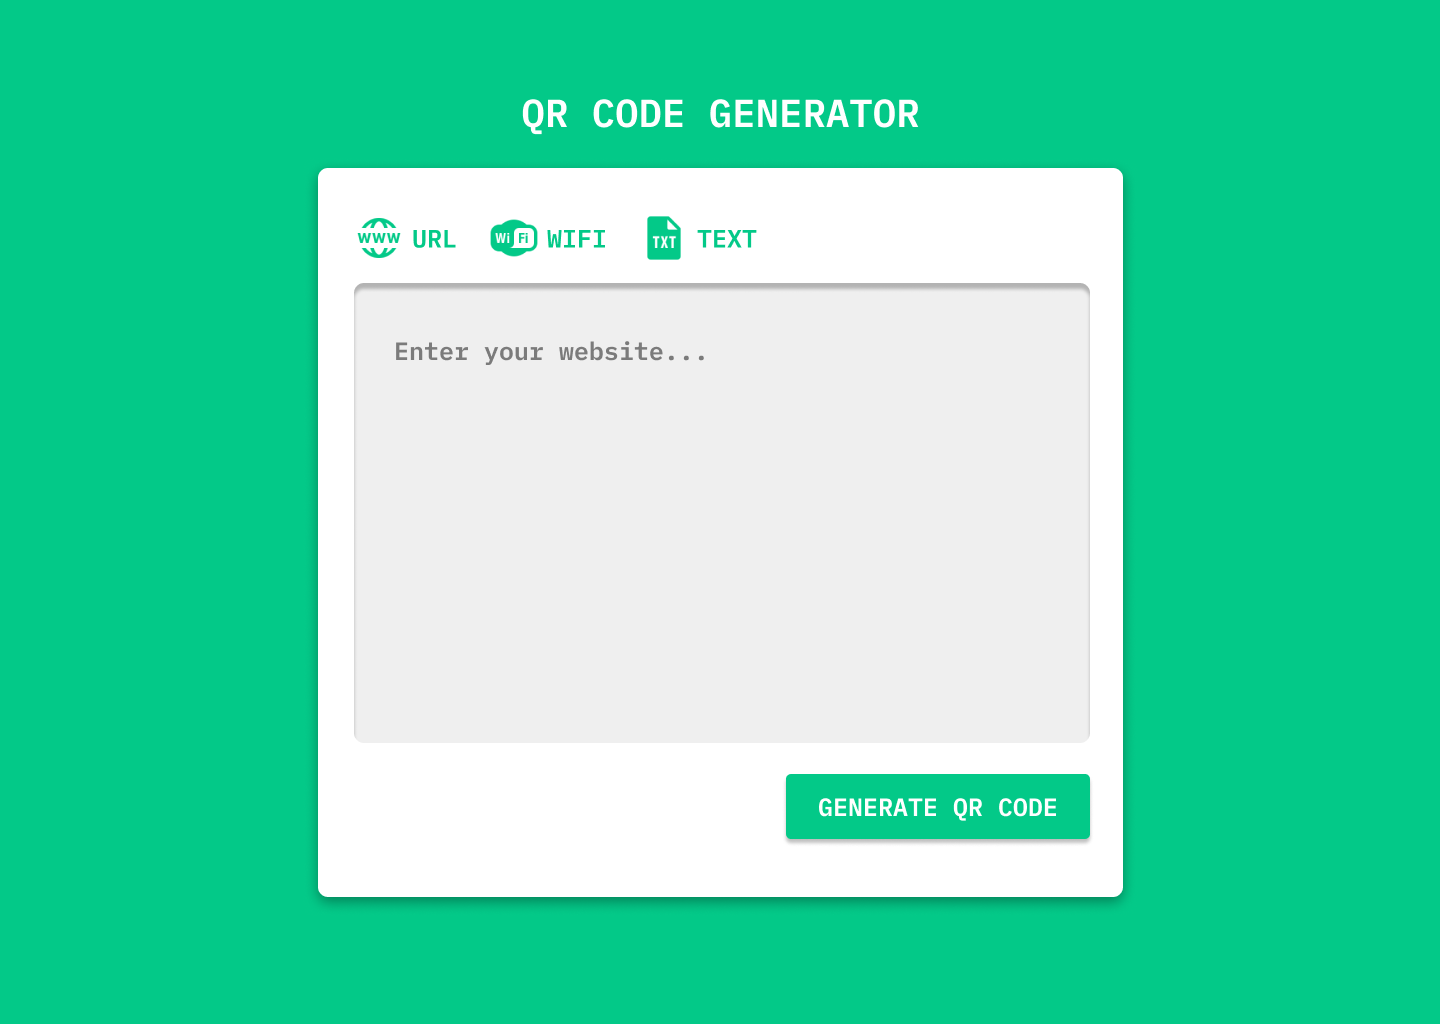 QR CODE GENERATOR
WWW URL Wi Fi WIFI TXT TEXT
Enter your website...
GENERATE QR CODE